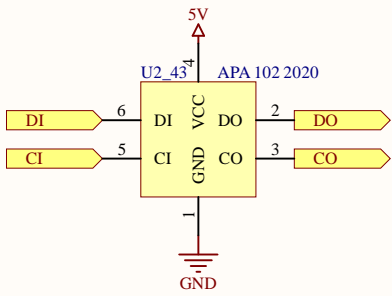 5V
4
U2_43 APA 102 2020
DI 6 DI VCC DO 2 DO
CI 5 CI GND CO 3 CO
1
GND